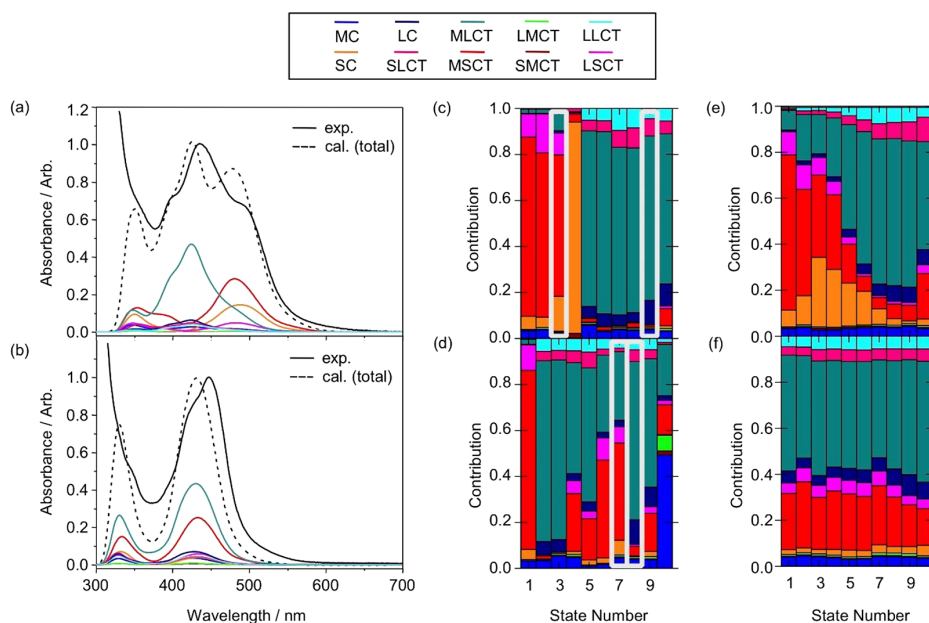 MC LC MLCT LMCT LLCT
SC SLCT MSCT SMCT LSCT
(a)
Absorbance / Arb.
1.2
1.0
0.8
0.6
0.4
0.2
0.0
exp.
cal. (total)
(b)
Absorbance / Arb.
1.0
0.8
0.6
0.4
0.2
0.0
exp.
cal. (total)
300 400 500 600 700
Wavelength / nm
(c)
Contribution
1.0
0.8
0.6
0.4
0.2
0.0
(d)
Contribution
0.8
0.6
0.4
0.2
0.0
1 3 5 7 9
State Number
(e)
Contribution
1.0
0.8
0.6
0.4
0.2
0.0
(f)
Contribution
0.8
0.6
0.4
0.2
0.0
1 3 5 7 9
State Number